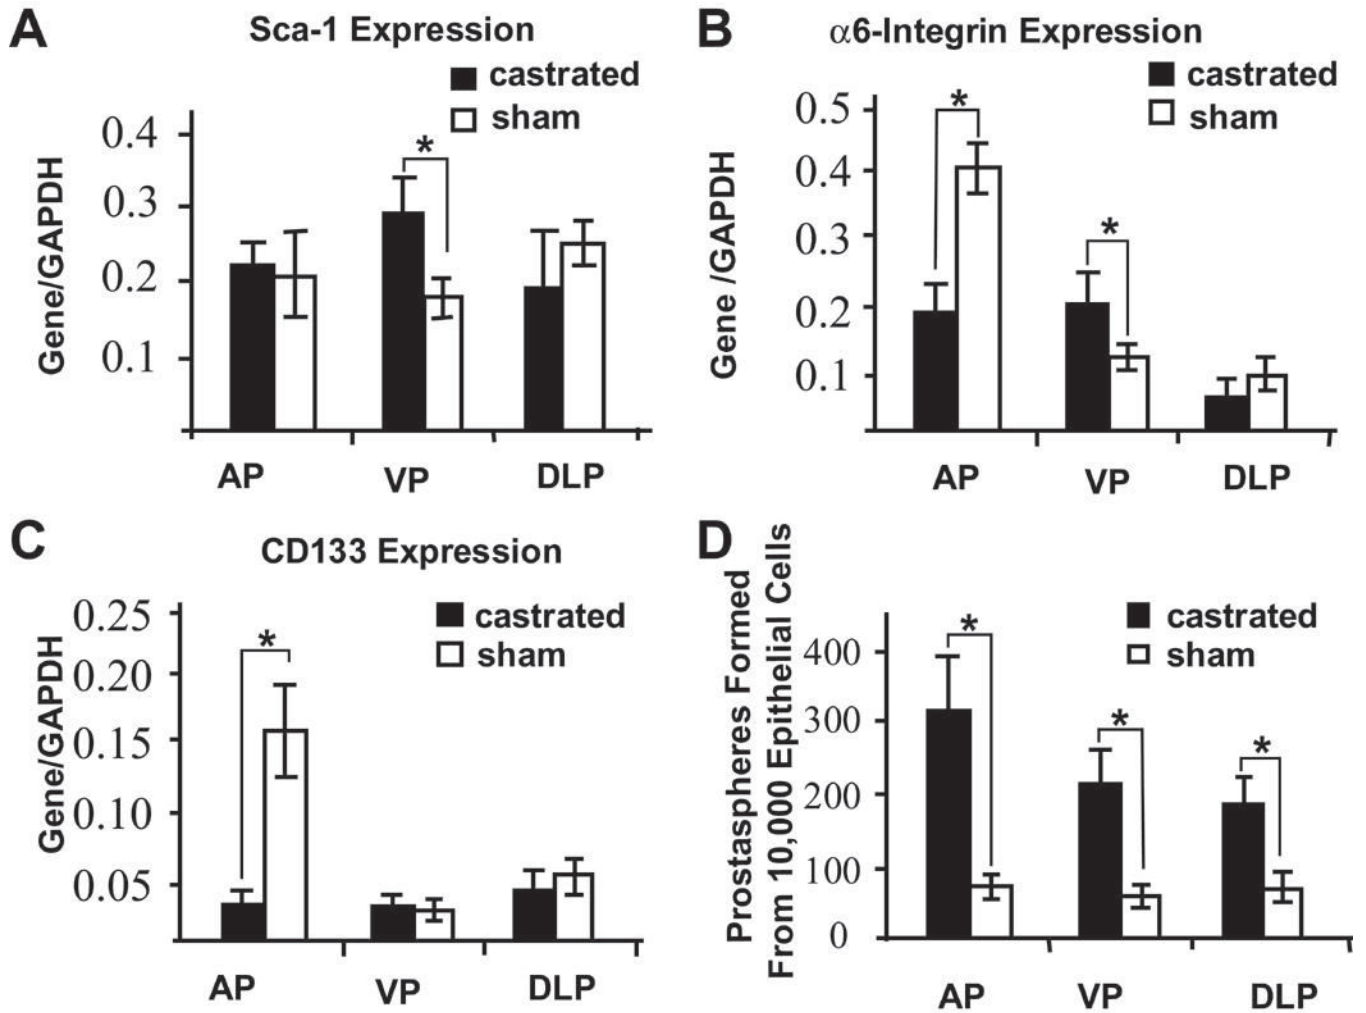 A
Sca-1 Expression
castrated
sham
Gene/GAPDH
0.4
0.3
0.2
0.1
*
AP
VP
DLP
B
α6-Integrin Expression
castrated
sham
Gene /GAPDH
0.5
0.4
0.3
0.2
0.1
*
*
AP
VP
DLP
C
CD133 Expression
castrated
sham
Gene/GAPDH
0.25
0.20
0.15
0.10
0.05
*
AP
VP
DLP
D
Prostaspheres Formed
From 10,000 Epithelial Cells
castrated
sham
400
300
200
100
0
*
*
*
AP
VP
DLP